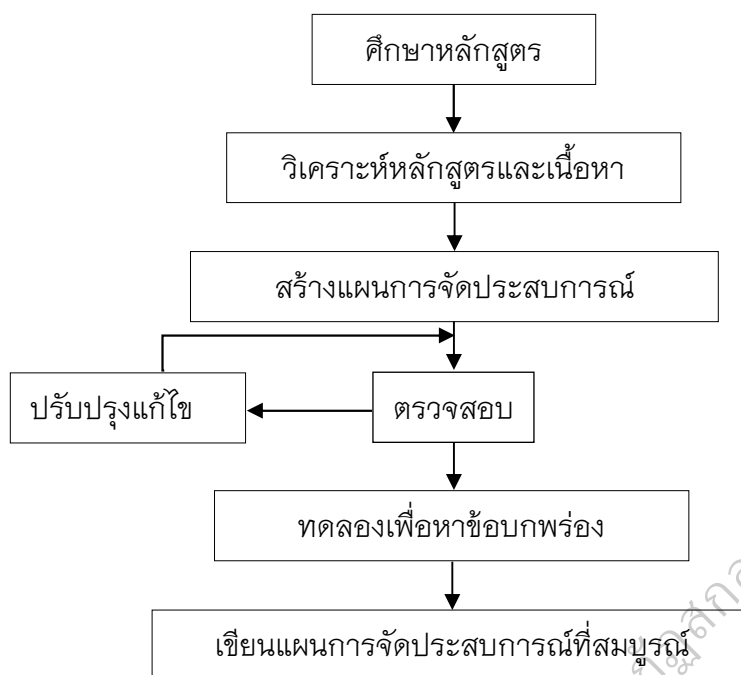 ศึกษาหลักสูตร
วิเคราะห์หลักสูตรและเนื้อหา
สร้างแผนการจัดประสบการณ์
ปรับปรุงแก้ไข
ตรวจสอบ
ทดลองเพื่อหาข้อบกพร่อง
เขียนแผนการจัดประสบการณ์ที่สมบูรณ์